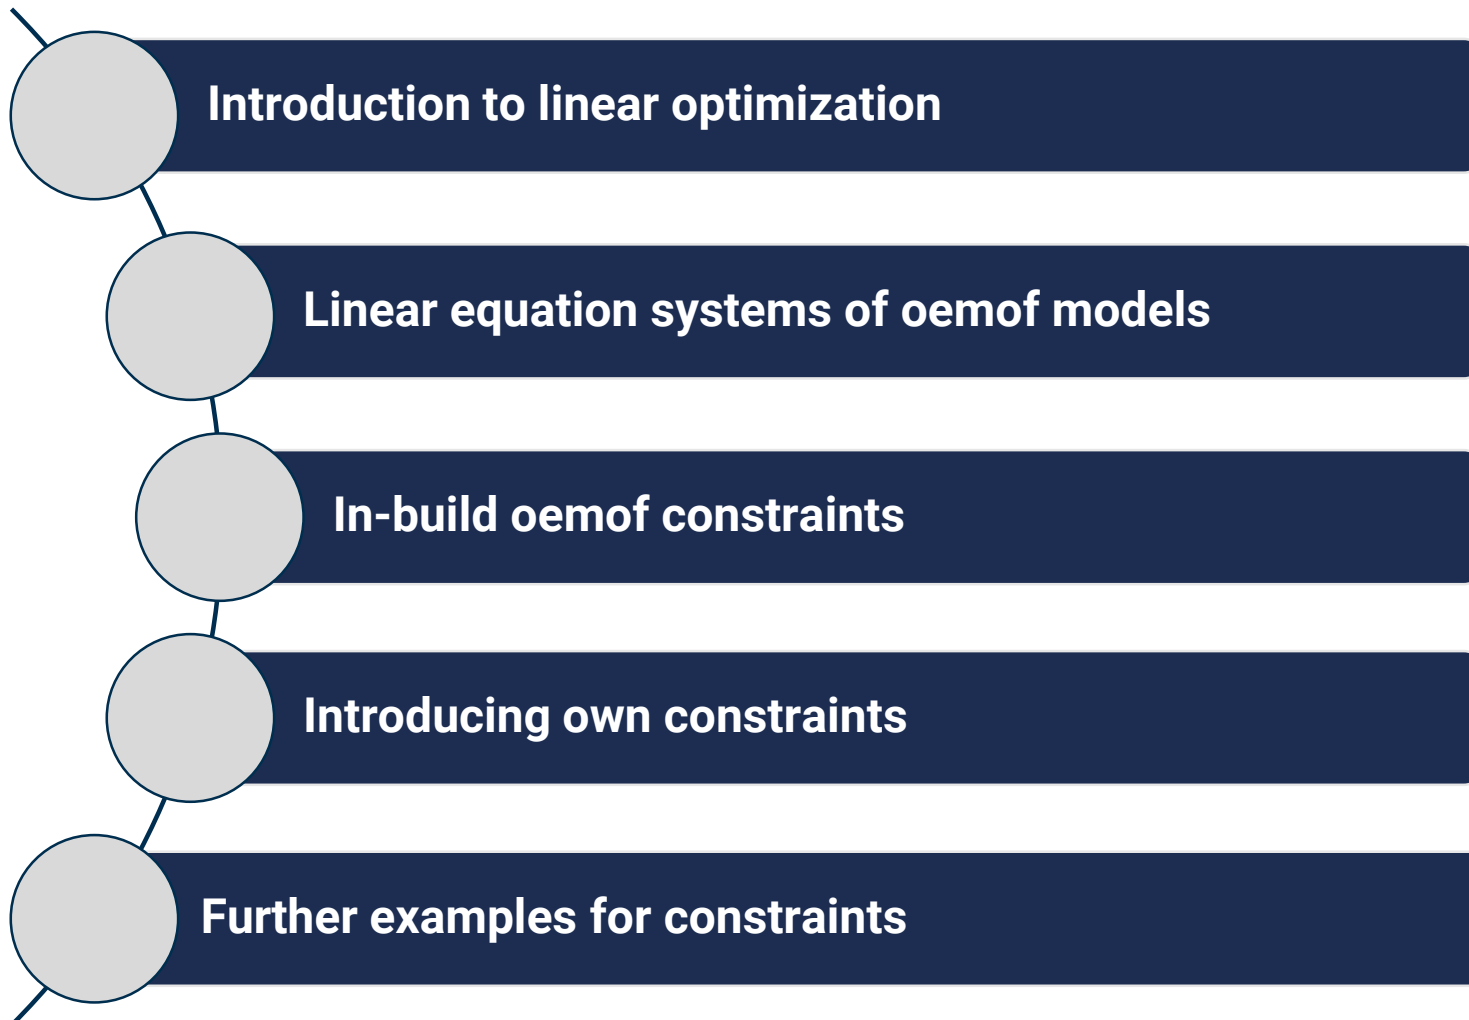 Introduction to linear optimization
Linear equation systems of oemof models
In-build oemof constraints
Introducing own constraints
Further examples for constraints